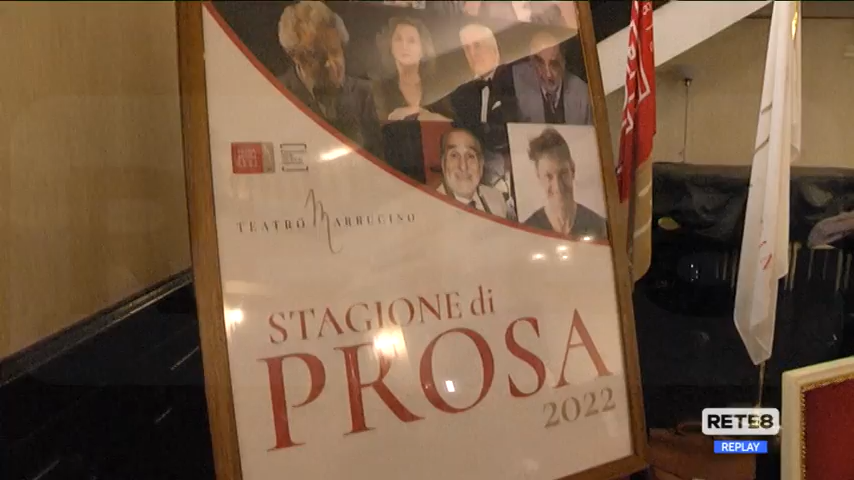 TEATRO MARRUCINO
STAGIONE di
PROSA
2022
RETE8
REPLAY